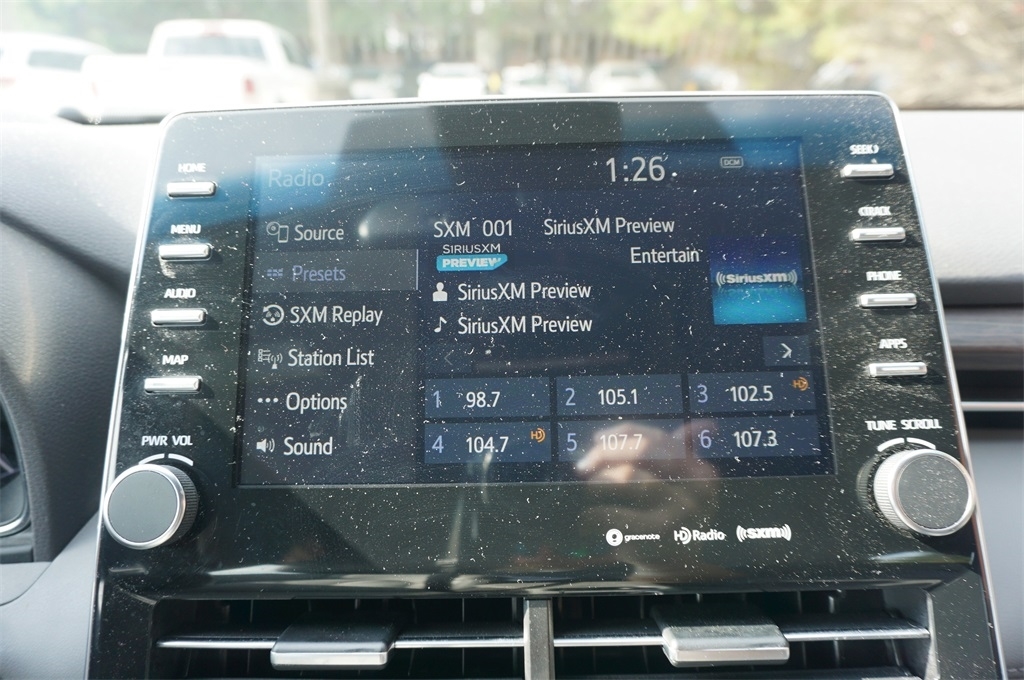 HOME
MENU
AUDIO
MAP
PWR VOL
Radio
1:26
DCM
Source
Presets
SXM Replay
Station List
Options
Sound
SXM 001 SiriusXM Preview
SIRIUSXM
PREVIEW
Entertain
SiriusXM
SiriusXM Preview
SiriusXM Preview
1 98.7
2 105.1
3 102.5 HD
4 104.7 HD
5 107.7
6 107.3
SEEK
TRACK
PHONE
APPS
TUNE SCROLL
gracenote HD Radio SXM